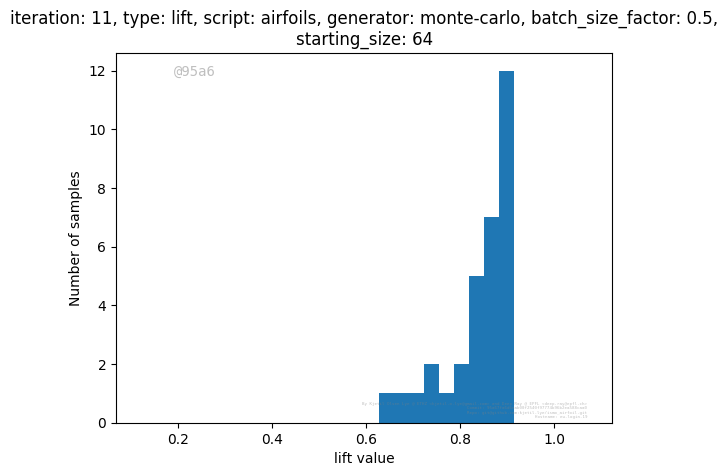 iteration: 11, type: lift, script: airfoils, generator: monte-carlo, batch_size_factor: 0.5,
starting_size: 64
@95a6
12
10
8
6
4
2
0
Number of samples
0.2 0.4 0.6 0.8 1.0
lift value